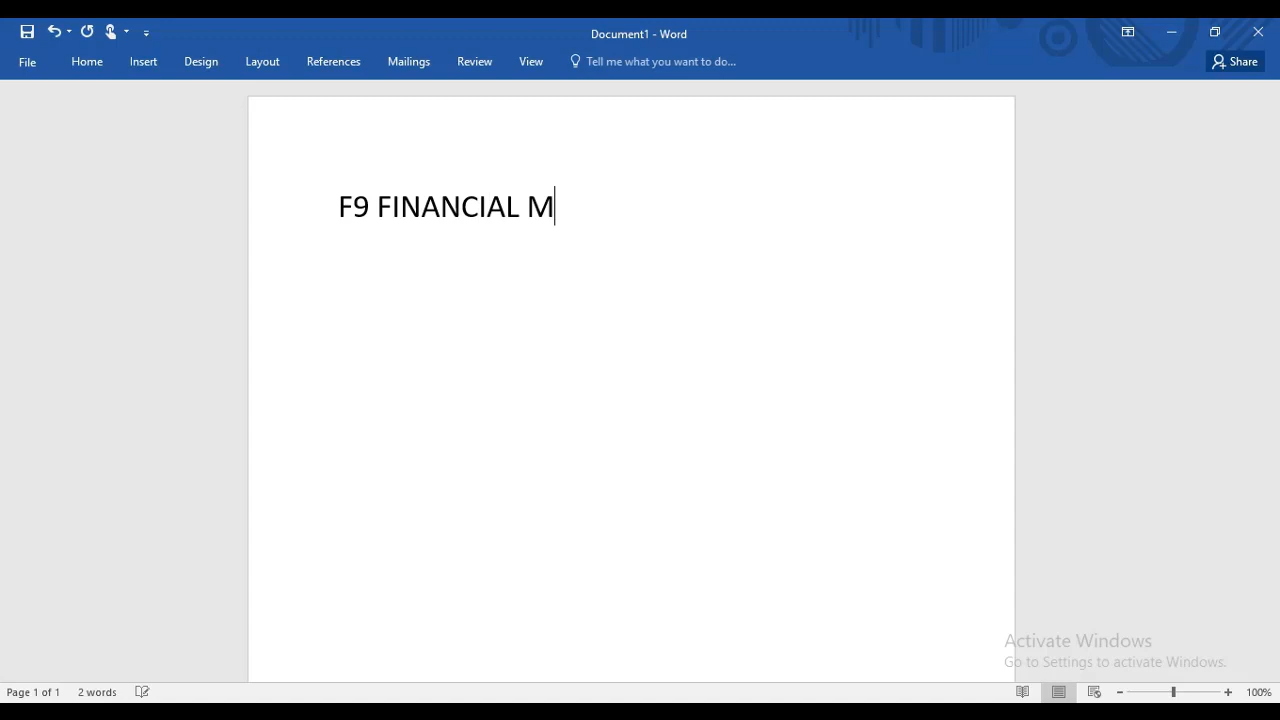 Document1 - Word
File Home Insert Design Layout References Mailings Review View Tell me what you want to do... Share
F9 FINANCIAL M
Activate Windows
Go to Settings to activate Windows.
Page 1 of 1 2 words 100%